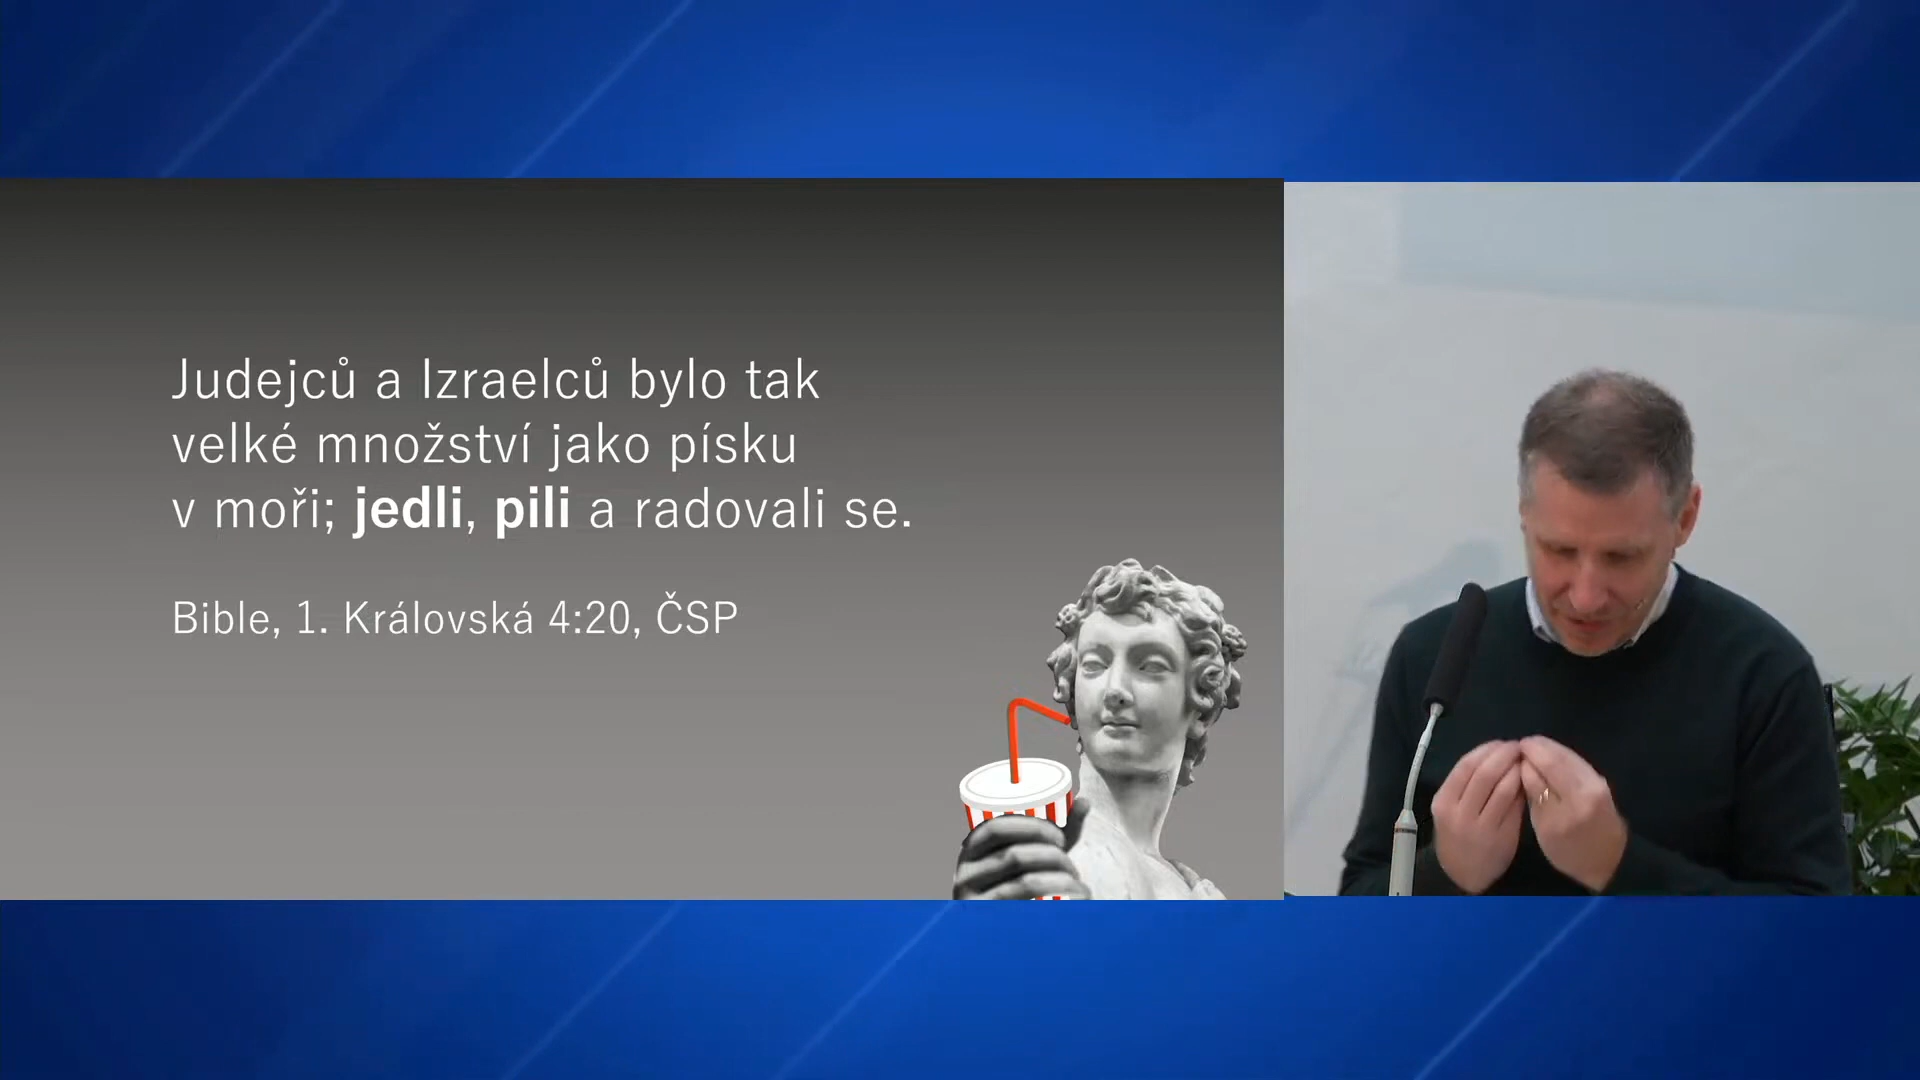 Judejců a Izraelců bylo tak
velké množství jako písku
v moři; jedli, pili a radovali se.
Bible, 1. Královská 4:20, ČSP